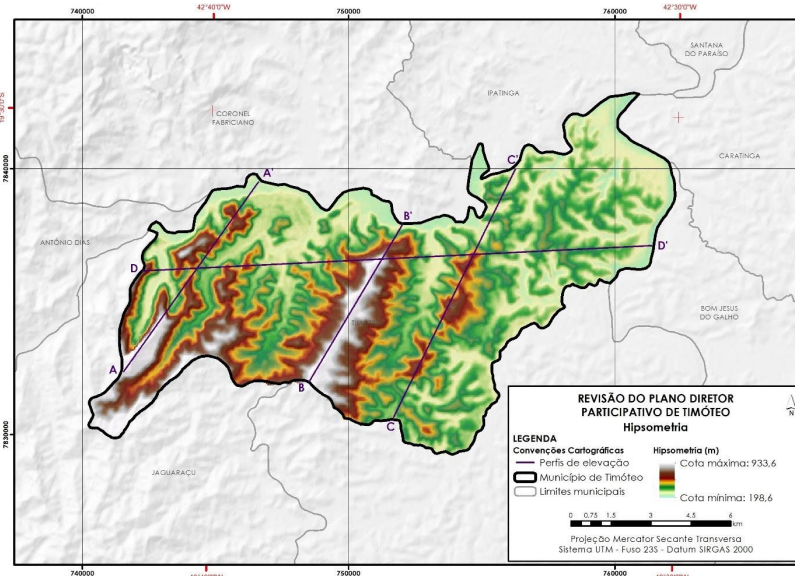 740000
750000
760000
42°40'0"W
42°30'0"W
SANTANA
DO PARAÍSO
IPATINGA
CORONEL
FABRICIANO
CARATINGA
19°30'0"S
7840000
7840000
A'
B'
C'
ANTÔNIO DIAS
D
D'
BOM JESUS
DO GALHO
A
B
C
7830000
JAGUARAÇU
REVISÃO DO PLANO DIRETOR
PARTICIPATIVO DE TIMÓTEO
Hipsometria
N
LEGENDA
Convenções Cartográficas
Perfis de elevação
Município de Timóteo
Limites municipais
Hipsometria (m)
Cota máxima: 933,6
Cota mínima: 198,6
0 0,75 1,5 3 4,5 6
km
Projeção Mercator Secante Transversa
Sistema UTM - Fuso 23S - Datum SIRGAS 2000
740000
750000
760000